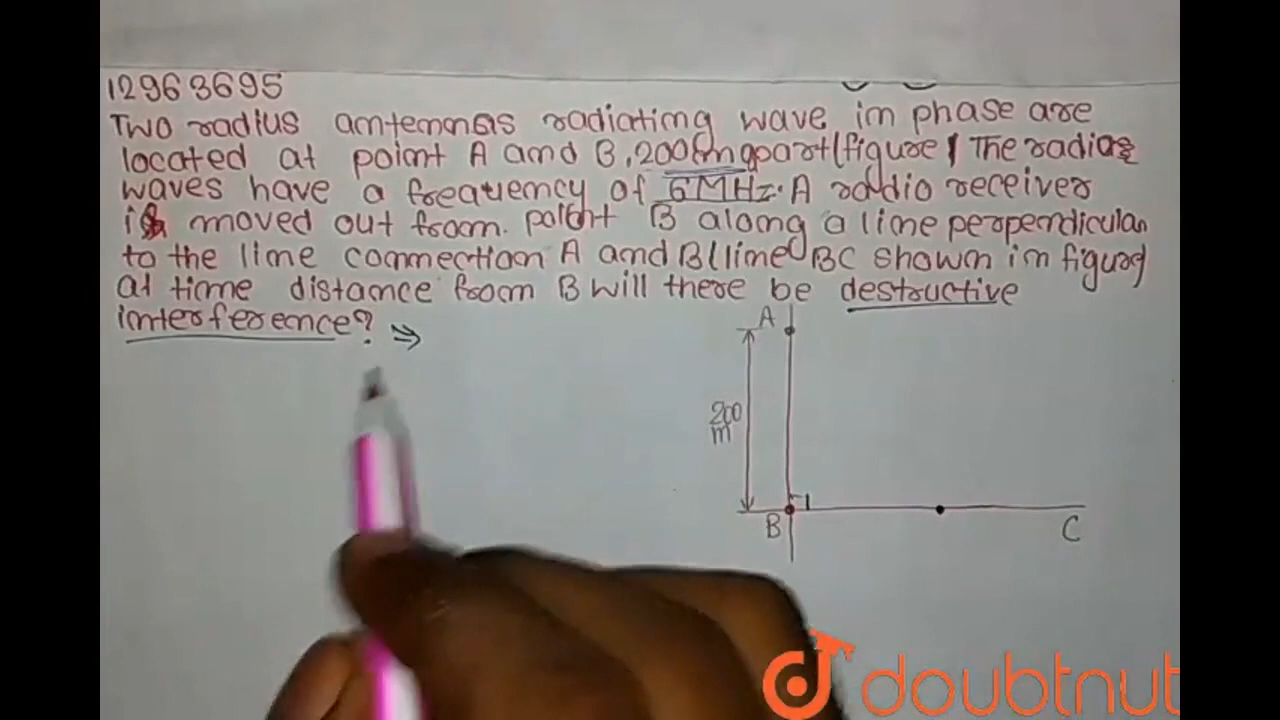 12963695
Two radius antennas radiating wave in phase are
located at point A and B, 200 m apart (figure) The radios
waves have a frequency of 6MHz. A radio receiver
is moved out from point B along a line perpendicular
to the line connection A and B (line BC shown in figure)
at time distance from B will there be destructive
interference?
A
200
m
B
C
doubtnut